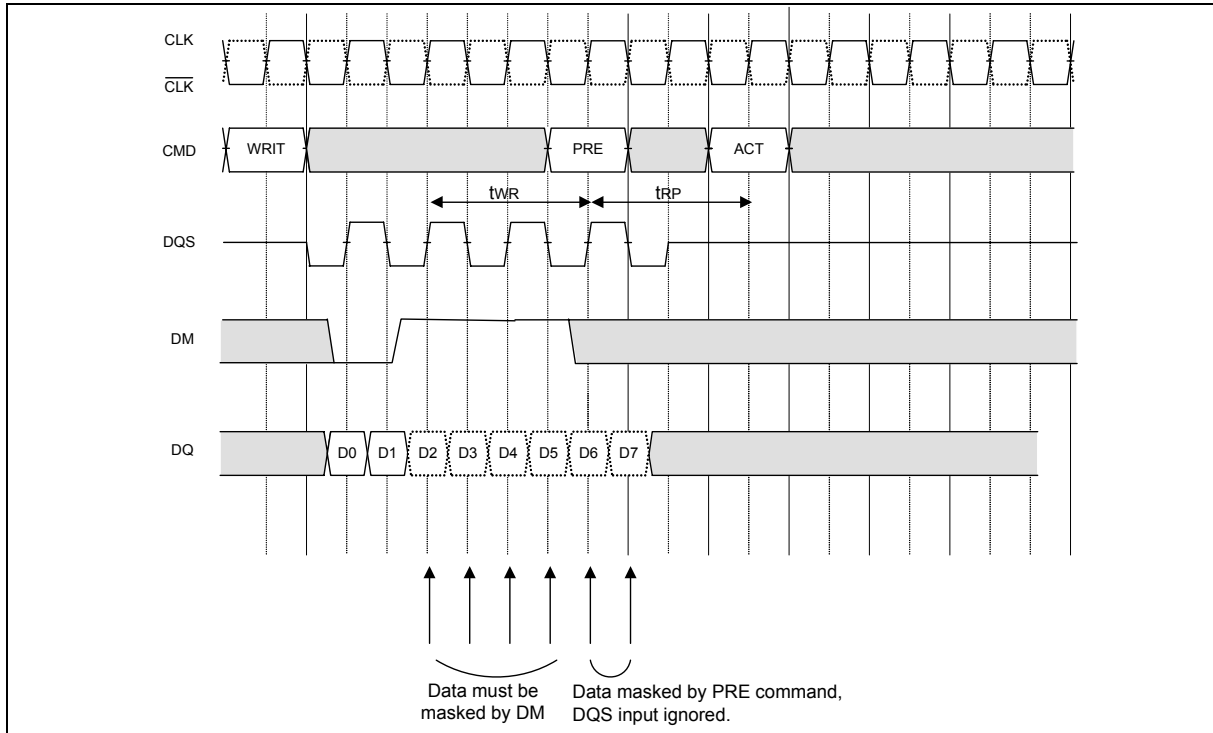 CLK
CLK
CMD
WRIT
PRE
ACT
tWR
tRP
DQS
DM
DQ
D0
D1
D2
D3
D4
D5
D6
D7
Data must be
masked by DM
Data masked by PRE command,
DQS input ignored.